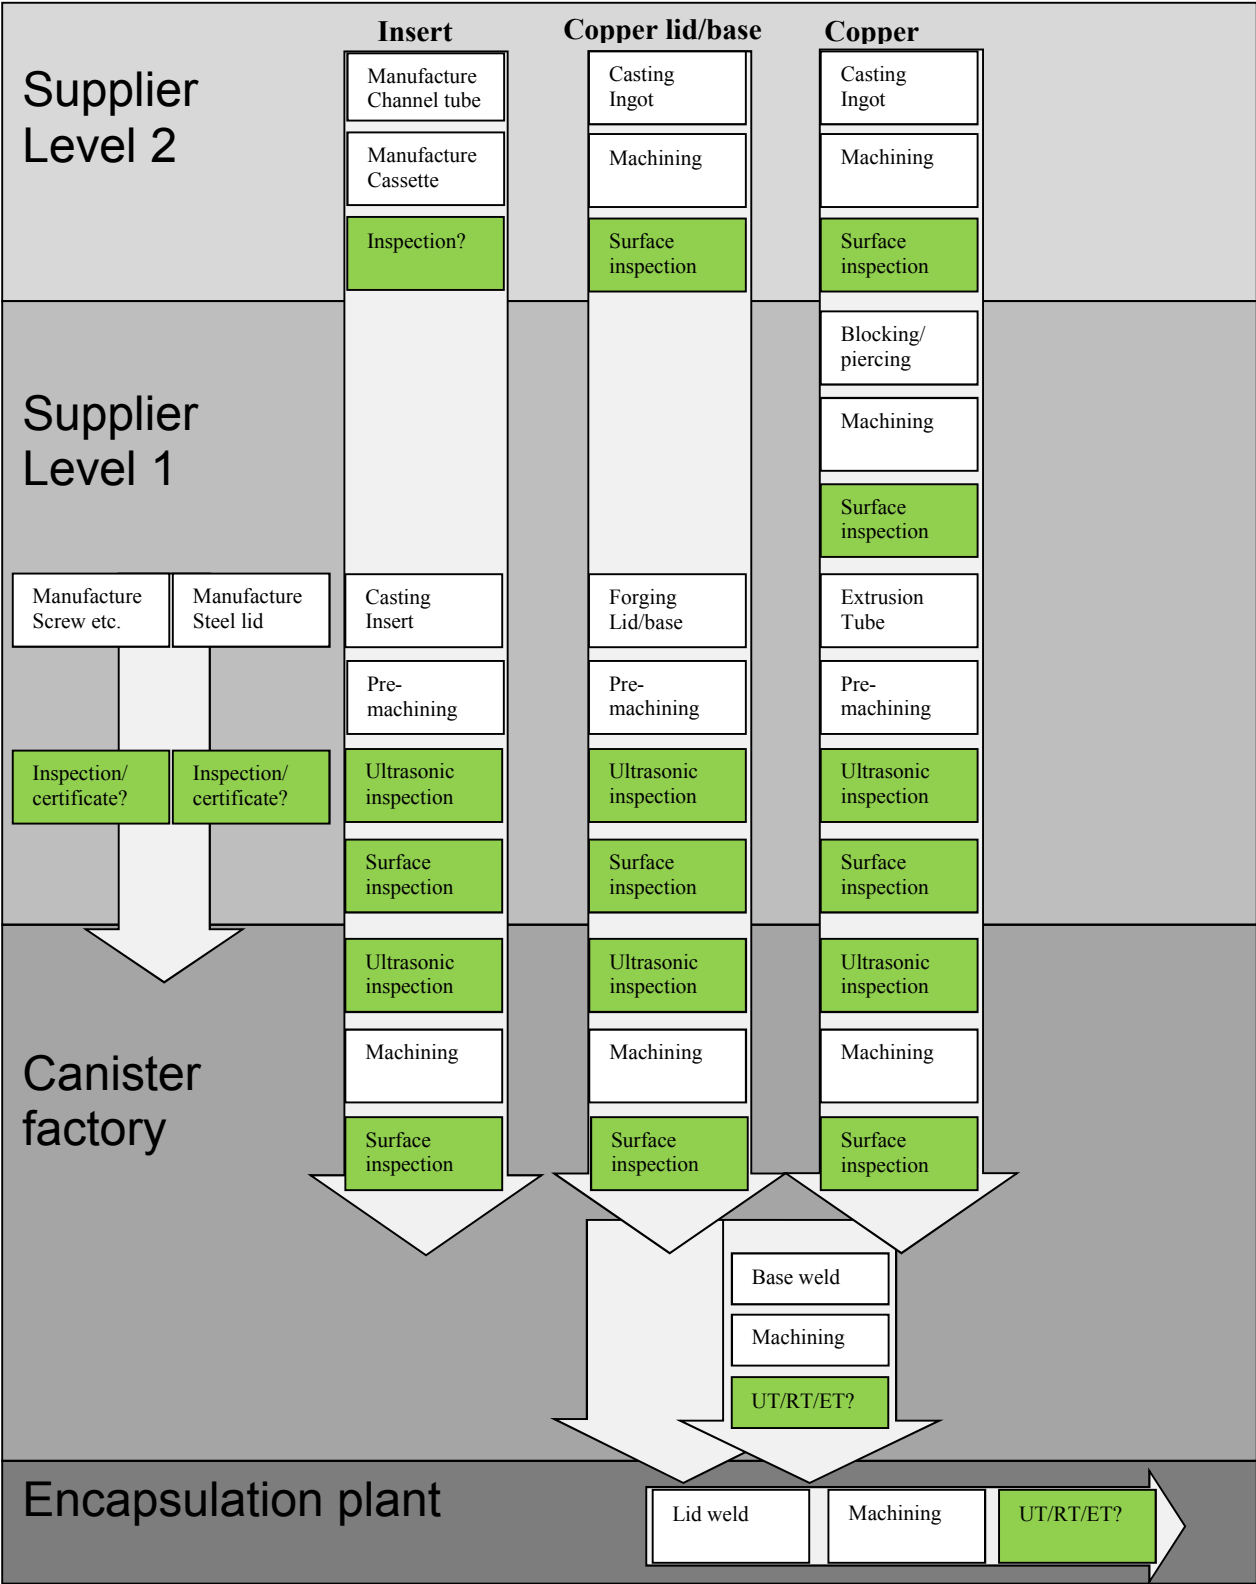 Insert
Copper lid/base
Copper
Supplier
Level 2
Manufacture
Channel tube
Casting
Ingot
Casting
Ingot
Manufacture
Cassette
Machining
Machining
Inspection?
Surface
inspection
Surface
inspection
Supplier
Level 1
Blocking/
piercing
Machining
Surface
inspection
Manufacture
Screw etc.
Manufacture
Steel lid
Casting
Insert
Forging
Lid/base
Extrusion
Tube
Pre-
machining
Pre-
machining
Pre-
machining
Inspection/
certificate?
Inspection/
certificate?
Ultrasonic
inspection
Ultrasonic
inspection
Ultrasonic
inspection
Surface
inspection
Surface
inspection
Surface
inspection
Canister
factory
Ultrasonic
inspection
Ultrasonic
inspection
Ultrasonic
inspection
Machining
Machining
Machining
Surface
inspection
Surface
inspection
Surface
inspection
Base weld
Machining
UT/RT/ET?
Encapsulation plant
Lid weld
Machining
UT/RT/ET?